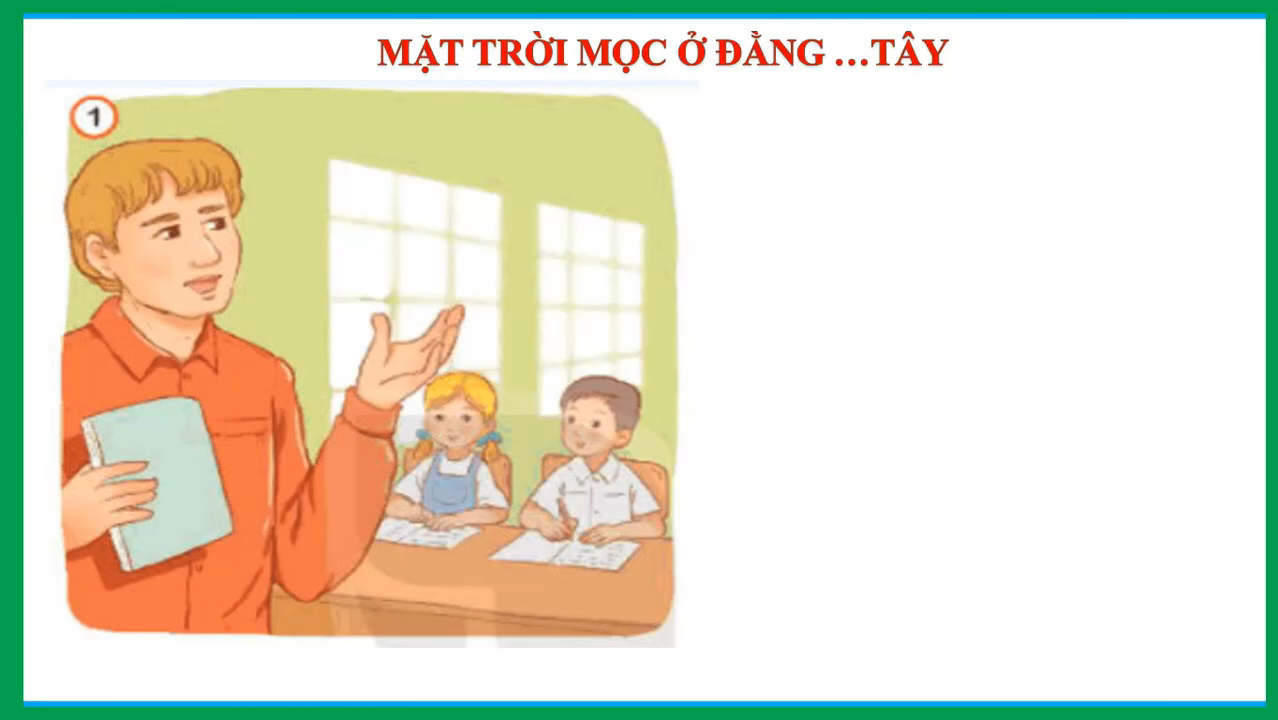 MẶT TRỜI MỌC Ở ĐẰNG ...TÂY
1